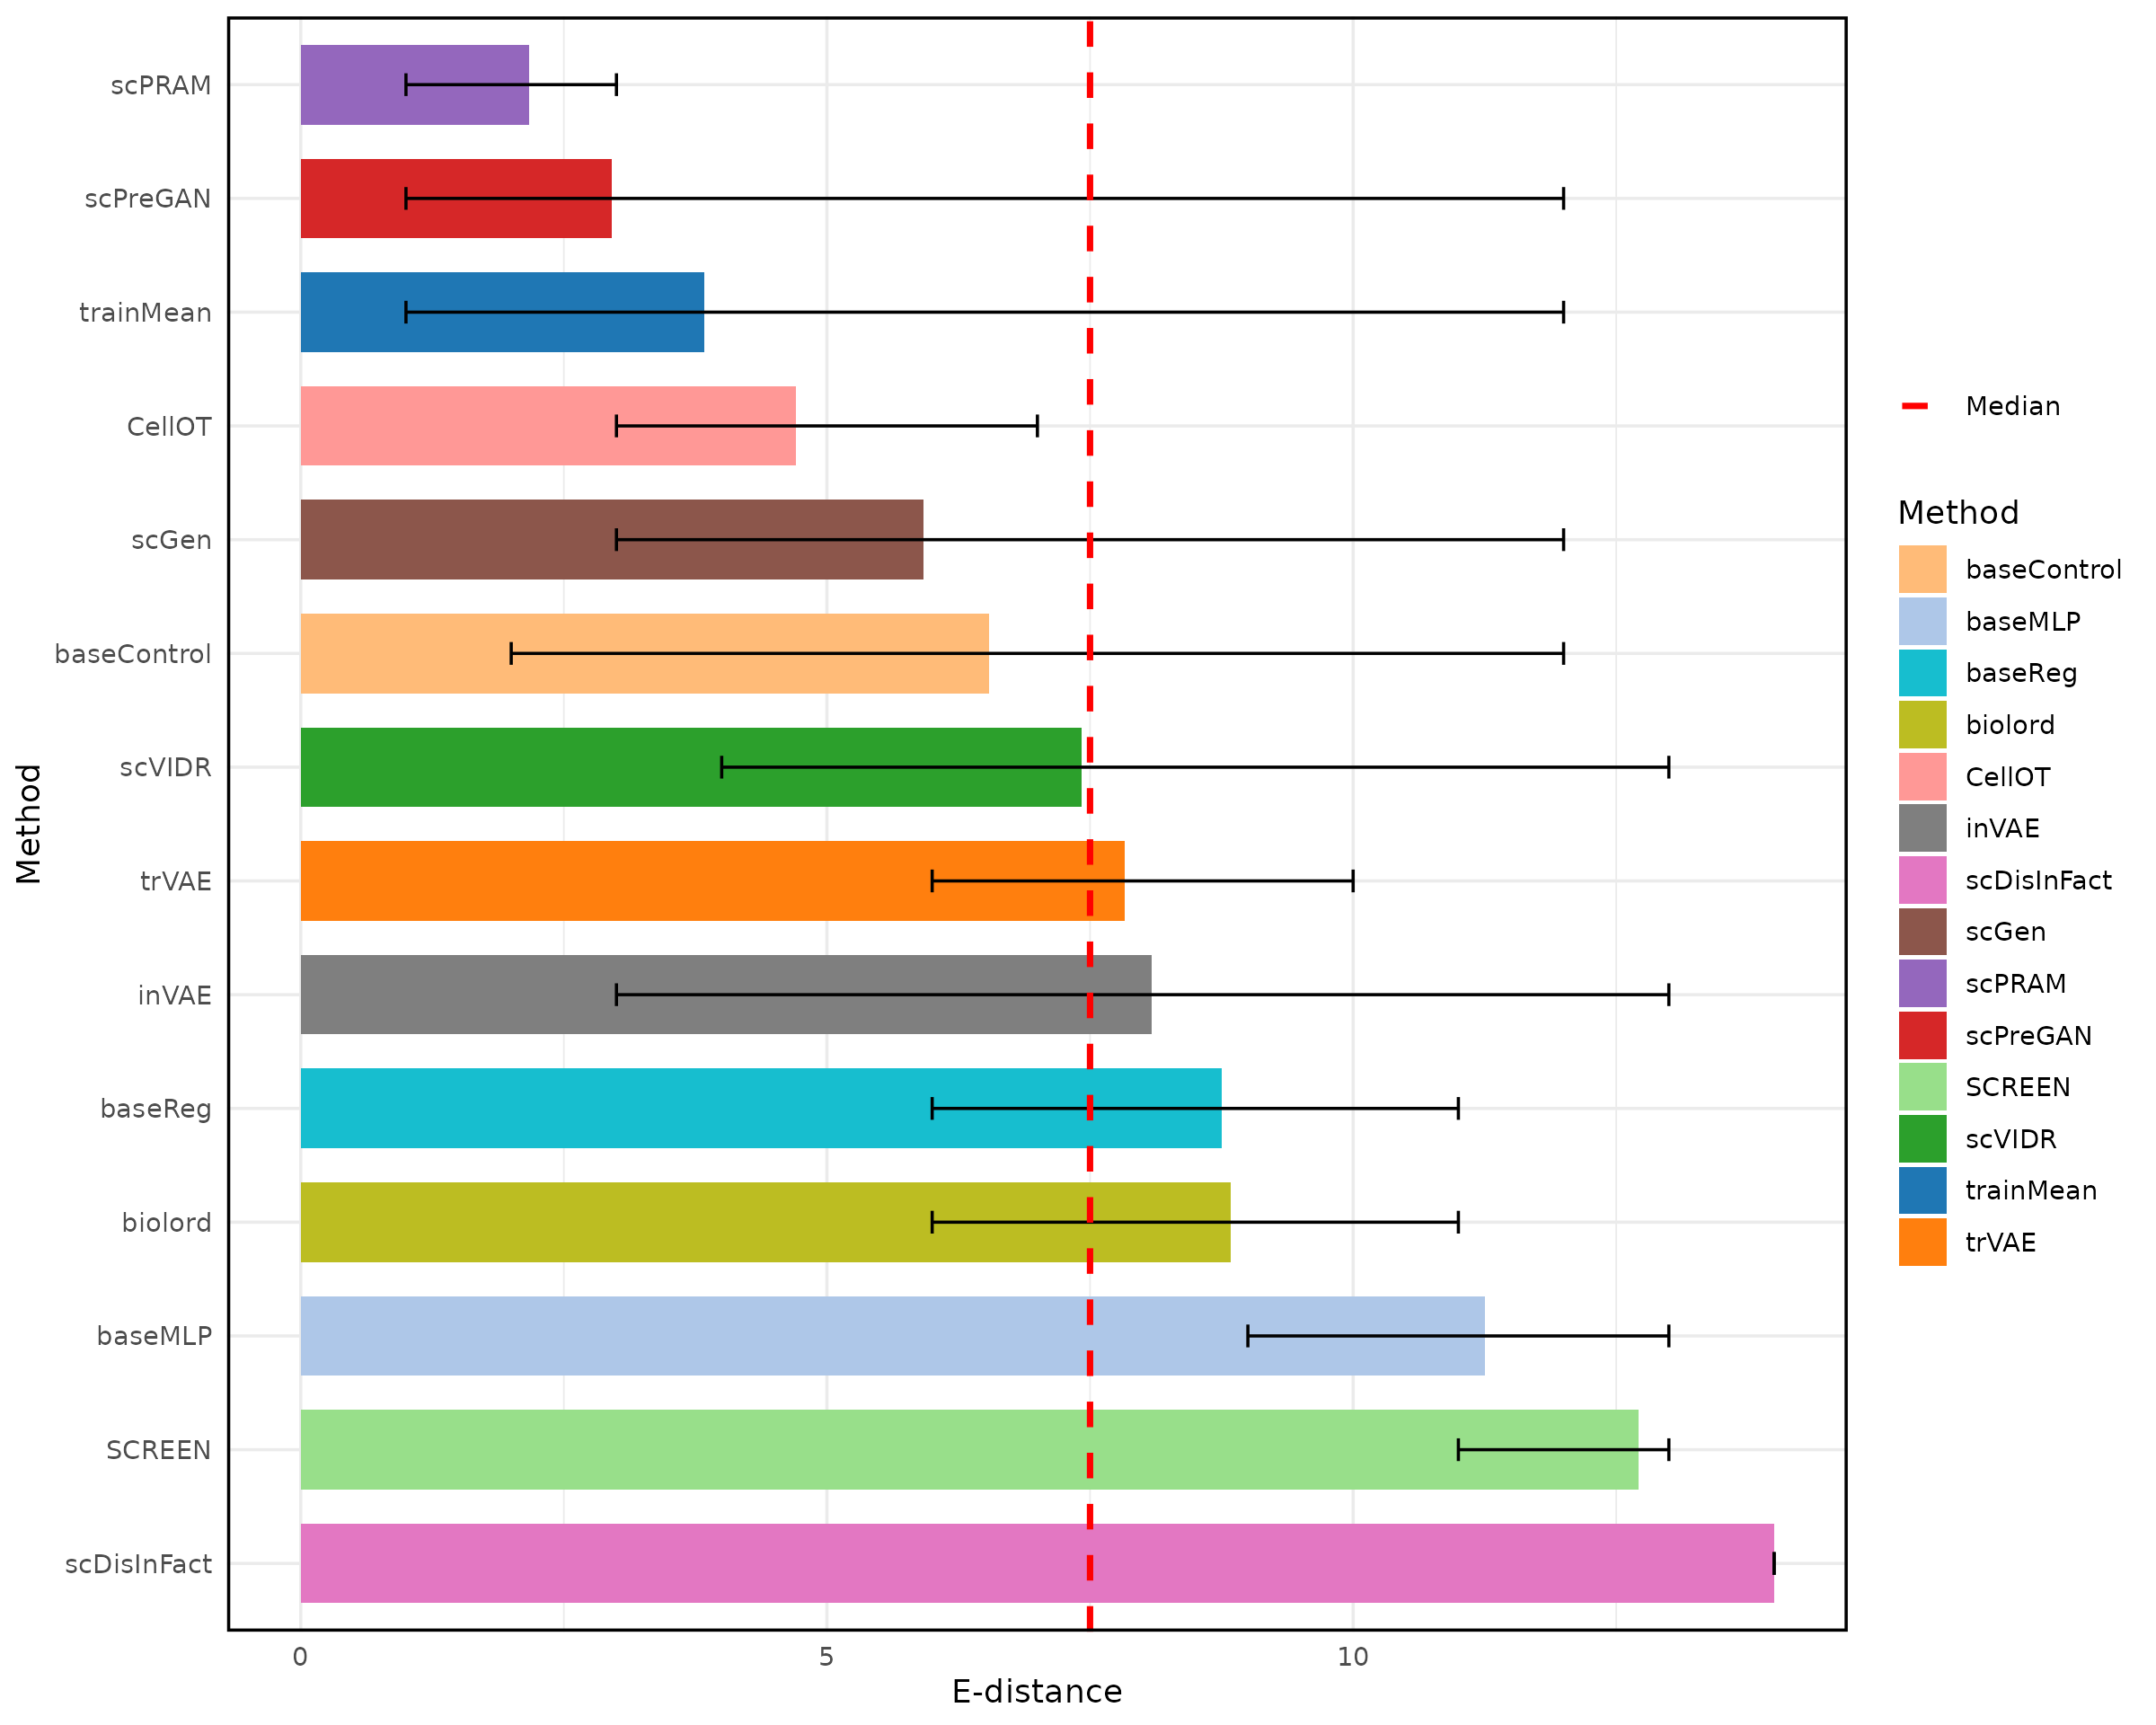 Method
scPRAM
scPreGAN
trainMean
CellOT
scGen
baseControl
scVIDR
trVAE
inVAE
baseReg
biolord
baseMLP
SCREEN
scDisInFact
0 5 10
E-distance
Median
Method
baseControl
baseMLP
baseReg
biolord
CellOT
inVAE
scDisInFact
scGen
scPRAM
scPreGAN
SCREEN
scVIDR
trainMean
trVAE